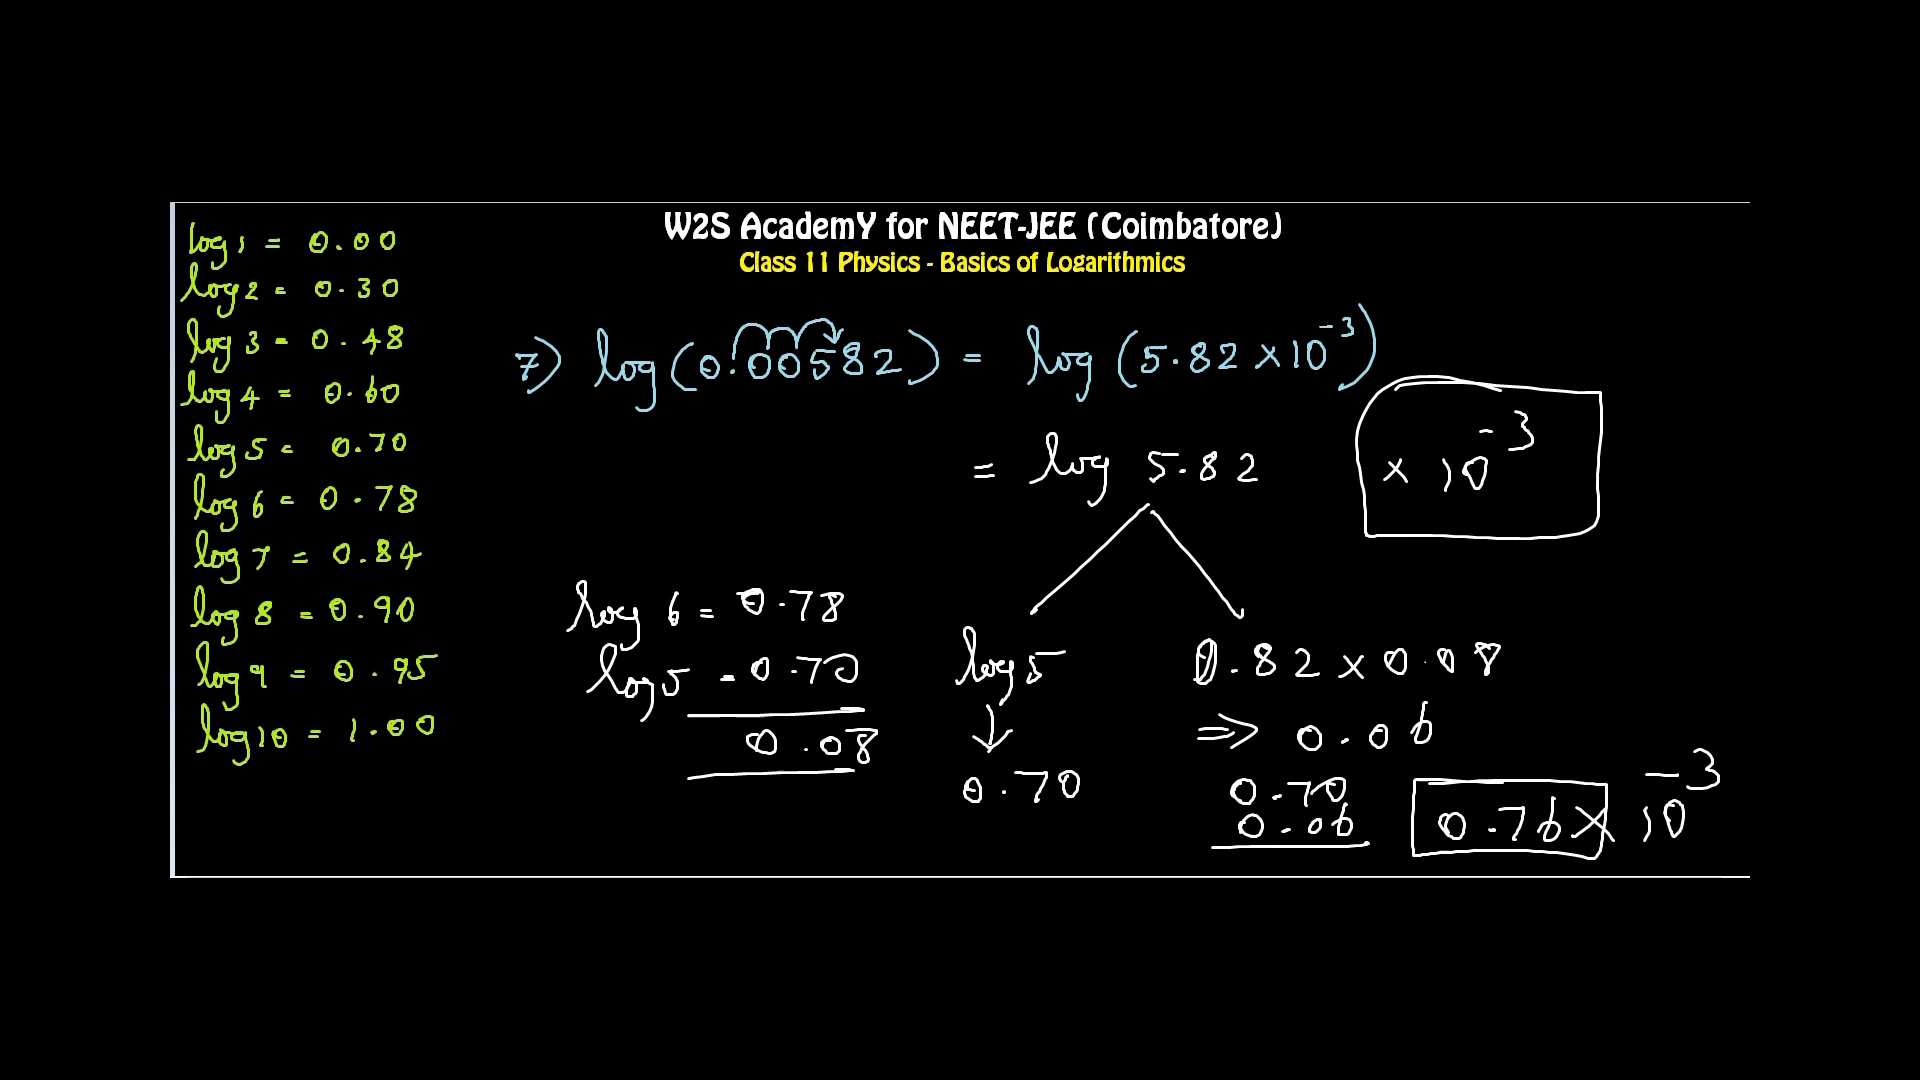 W2S AcademY for NEET-JEE (Coimbatore)
Class 11 Physics - Basics of Logarithmics
log 1 = 0.00
log 2 = 0.30
log 3 = 0.48
log 4 = 0.60
log 5 = 0.70
log 6 = 0.78
log 7 = 0.84
log 8 = 0.90
log 9 = 0.95
log 10 = 1.00
7) log(0.00582) = log(5.82 x 10⁻³)
= log 5.82 x 10⁻³
log 6 = 0.78
log 5 = 0.70
0.08
log 5
0.70
0.82 x 0.08
⇒ 0.06
0.70
0.06
0.76 x 10⁻³